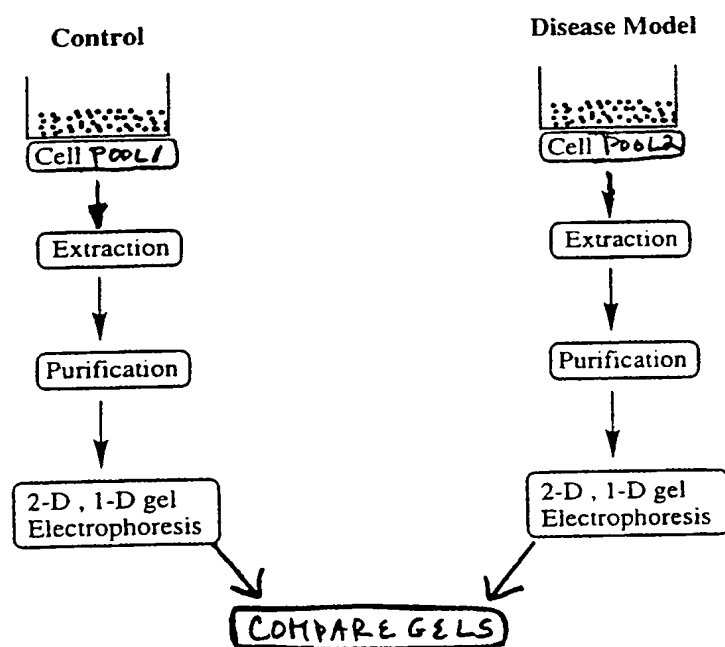 Control
Cell POOL1
Extraction
Purification
2-D , 1-D gel
Electrophoresis
Disease Model
Cell POOL2
Extraction
Purification
2-D , 1-D gel
Electrophoresis
COMPARE GELS